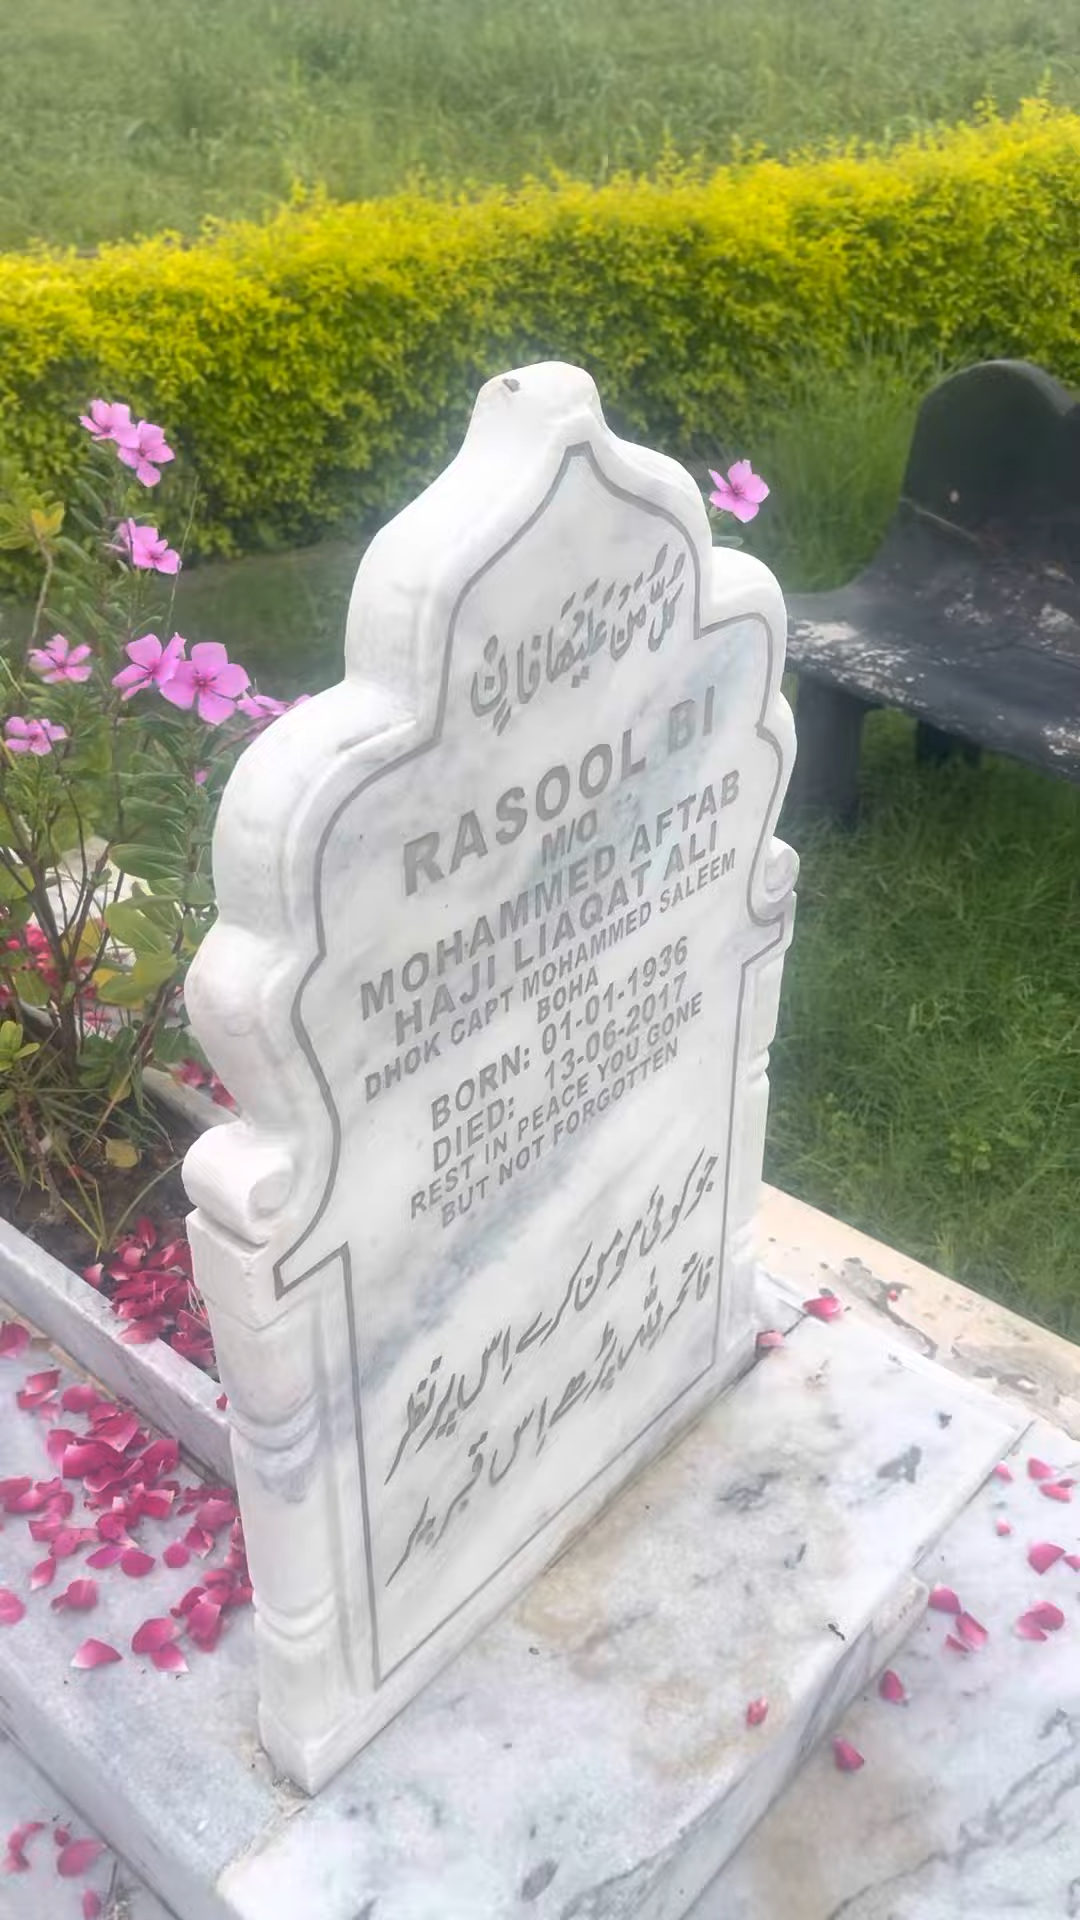 كُلُّ مَنْ عَلَيْهَا فَانٍ
RASOOL BI
M/O
MOHAMMED AFTAB
HAJI LIAQAT ALI
DHOK CAPT MOHAMMED SALEEM
BOHA
BORN: 01-01-1936
DIED: 13-06-2017
REST IN PEACE YOU GONE
BUT NOT FORGOTTEN
جو کوئی مومن کرے اِس پر نظر
فاتحہ للہ پڑھے اِس قبر پر